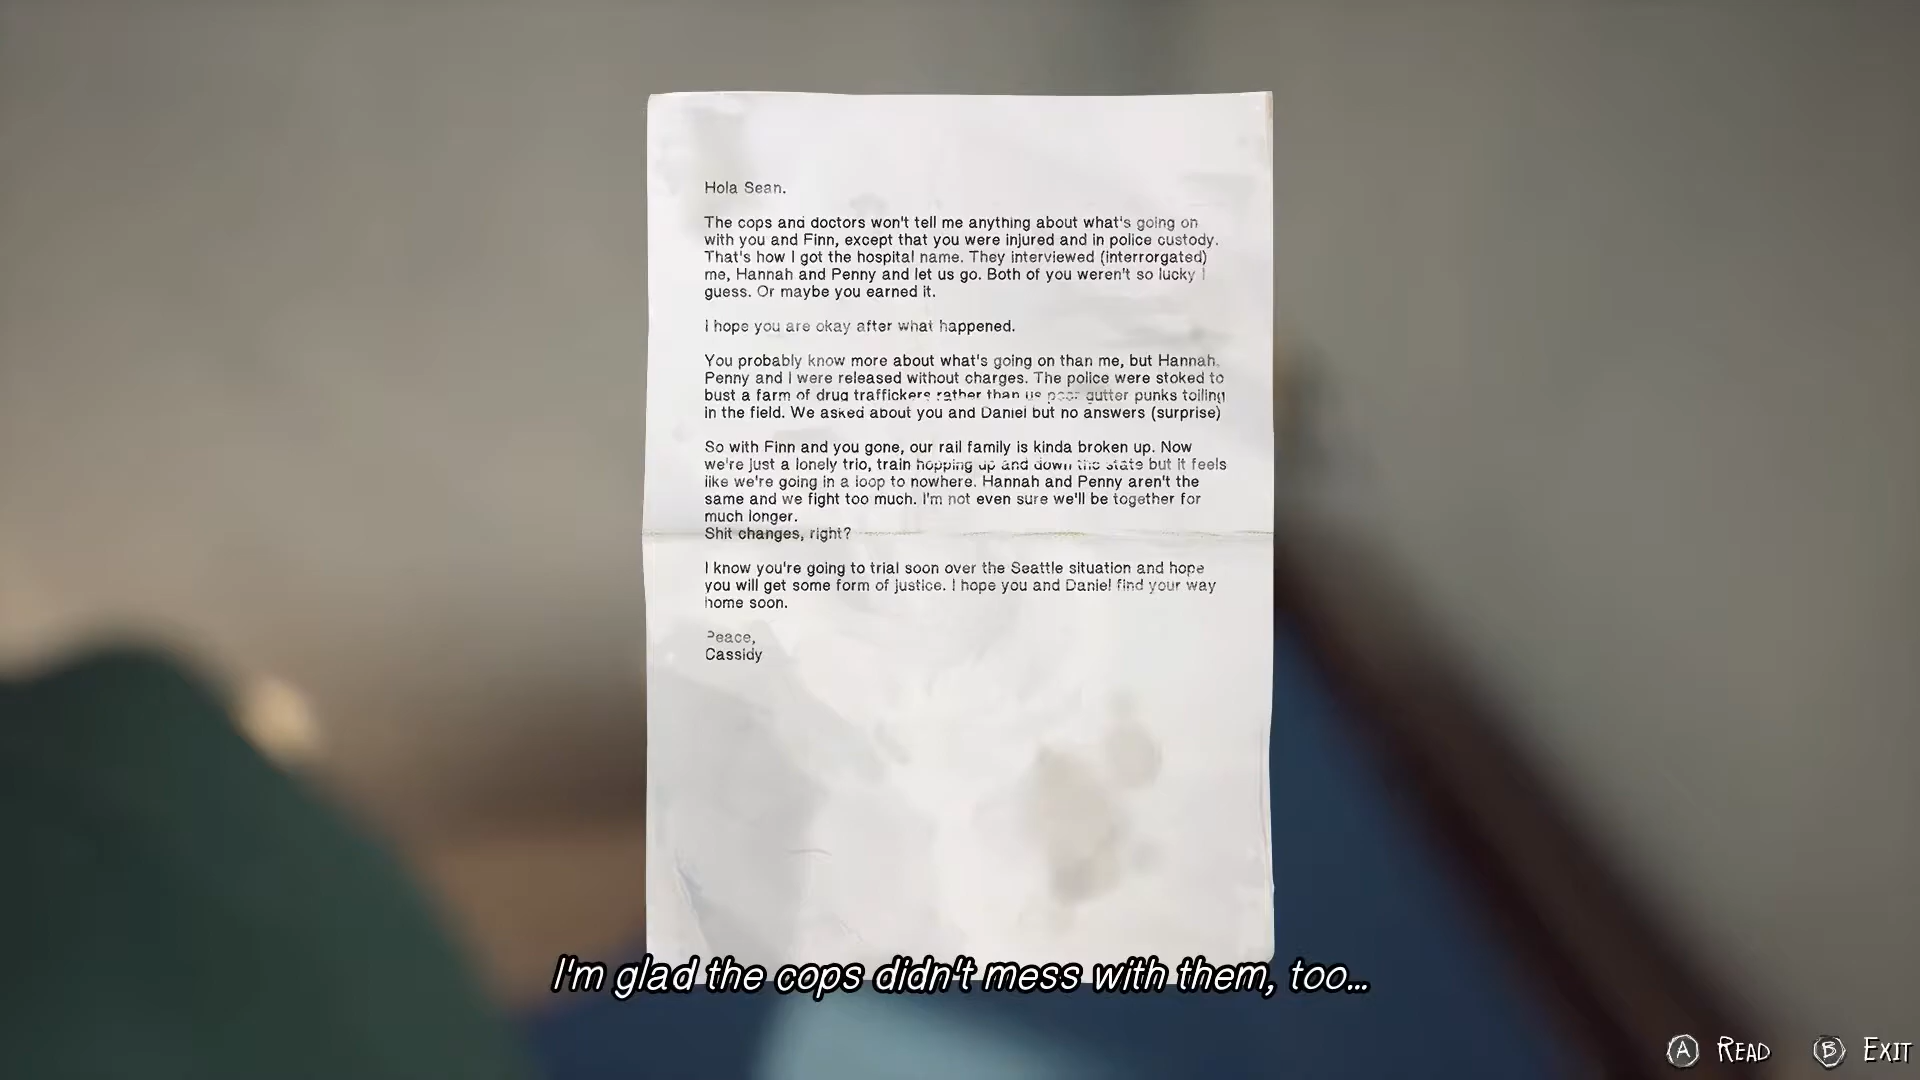 Hola Sean.
The cops and doctors won't tell me anything about what's going on
with you and Finn, except that you were injured and in police custody.
That's how I got the hospital name. They interviewed (interrorgated)
me, Hannah and Penny and let us go. Both of you weren't so lucky I
guess. Or maybe you earned it.
I hope you are okay after what happened.
You probably know more about what's going on than me, but Hannah,
Penny and I were released without charges. The police were stoked to
bust a farm of drug traffickers rather than us poor gutter punks toiling
in the field. We asked about you and Daniel but no answers (surprise)
So with Finn and you gone, our rail family is kinda broken up. Now
we're just a lonely trio, train hopping up and down the state but it feels
like we're going in a loop to nowhere. Hannah and Penny aren't the
same and we fight too much. I'm not even sure we'll be together for
much longer.
Shit changes, right?
I know you're going to trial soon over the Seattle situation and hope
you will get some form of justice. I hope you and Daniel find your way
home soon.
Peace,
Cassidy
I'm glad the cops didn't mess with them, too...
A READ B EXIT